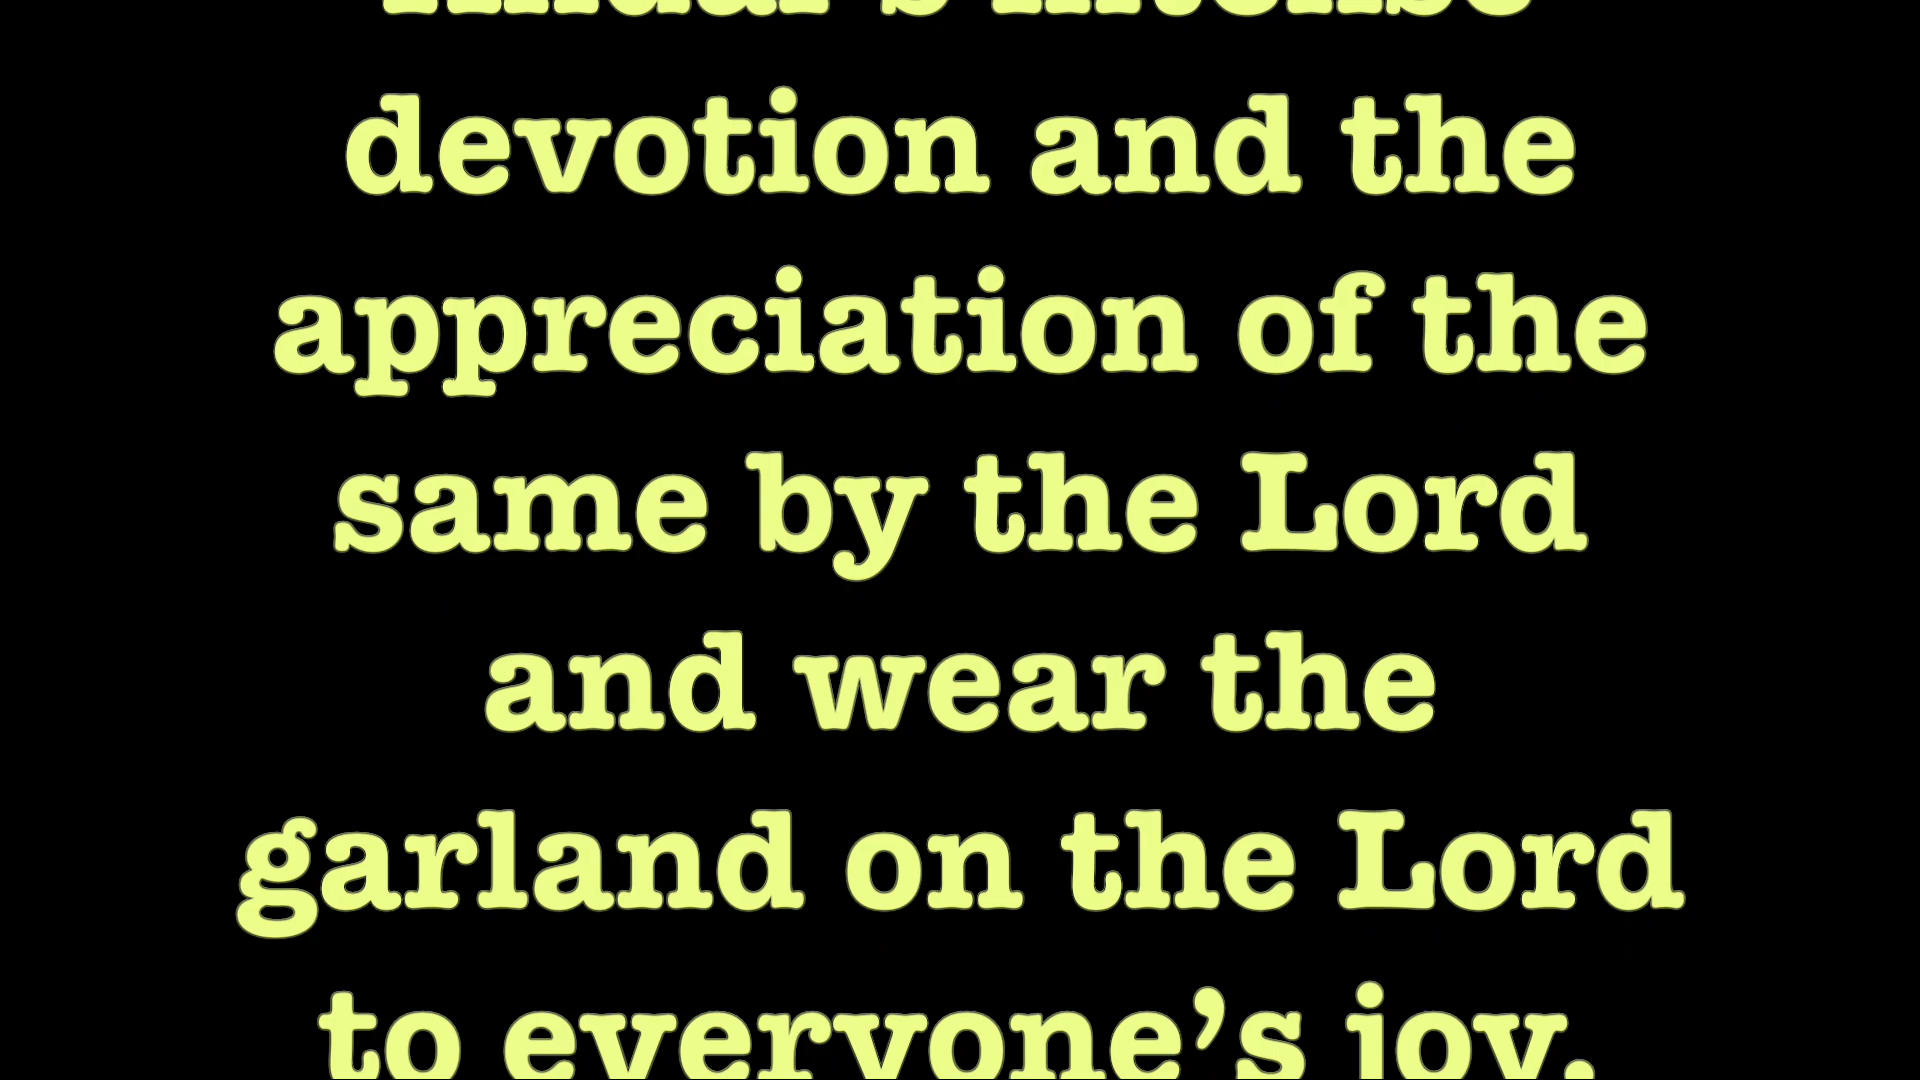 intense
devotion and the
appreciation of the
same by the Lord
and wear the
garland on the Lord
to everyone’s joy.